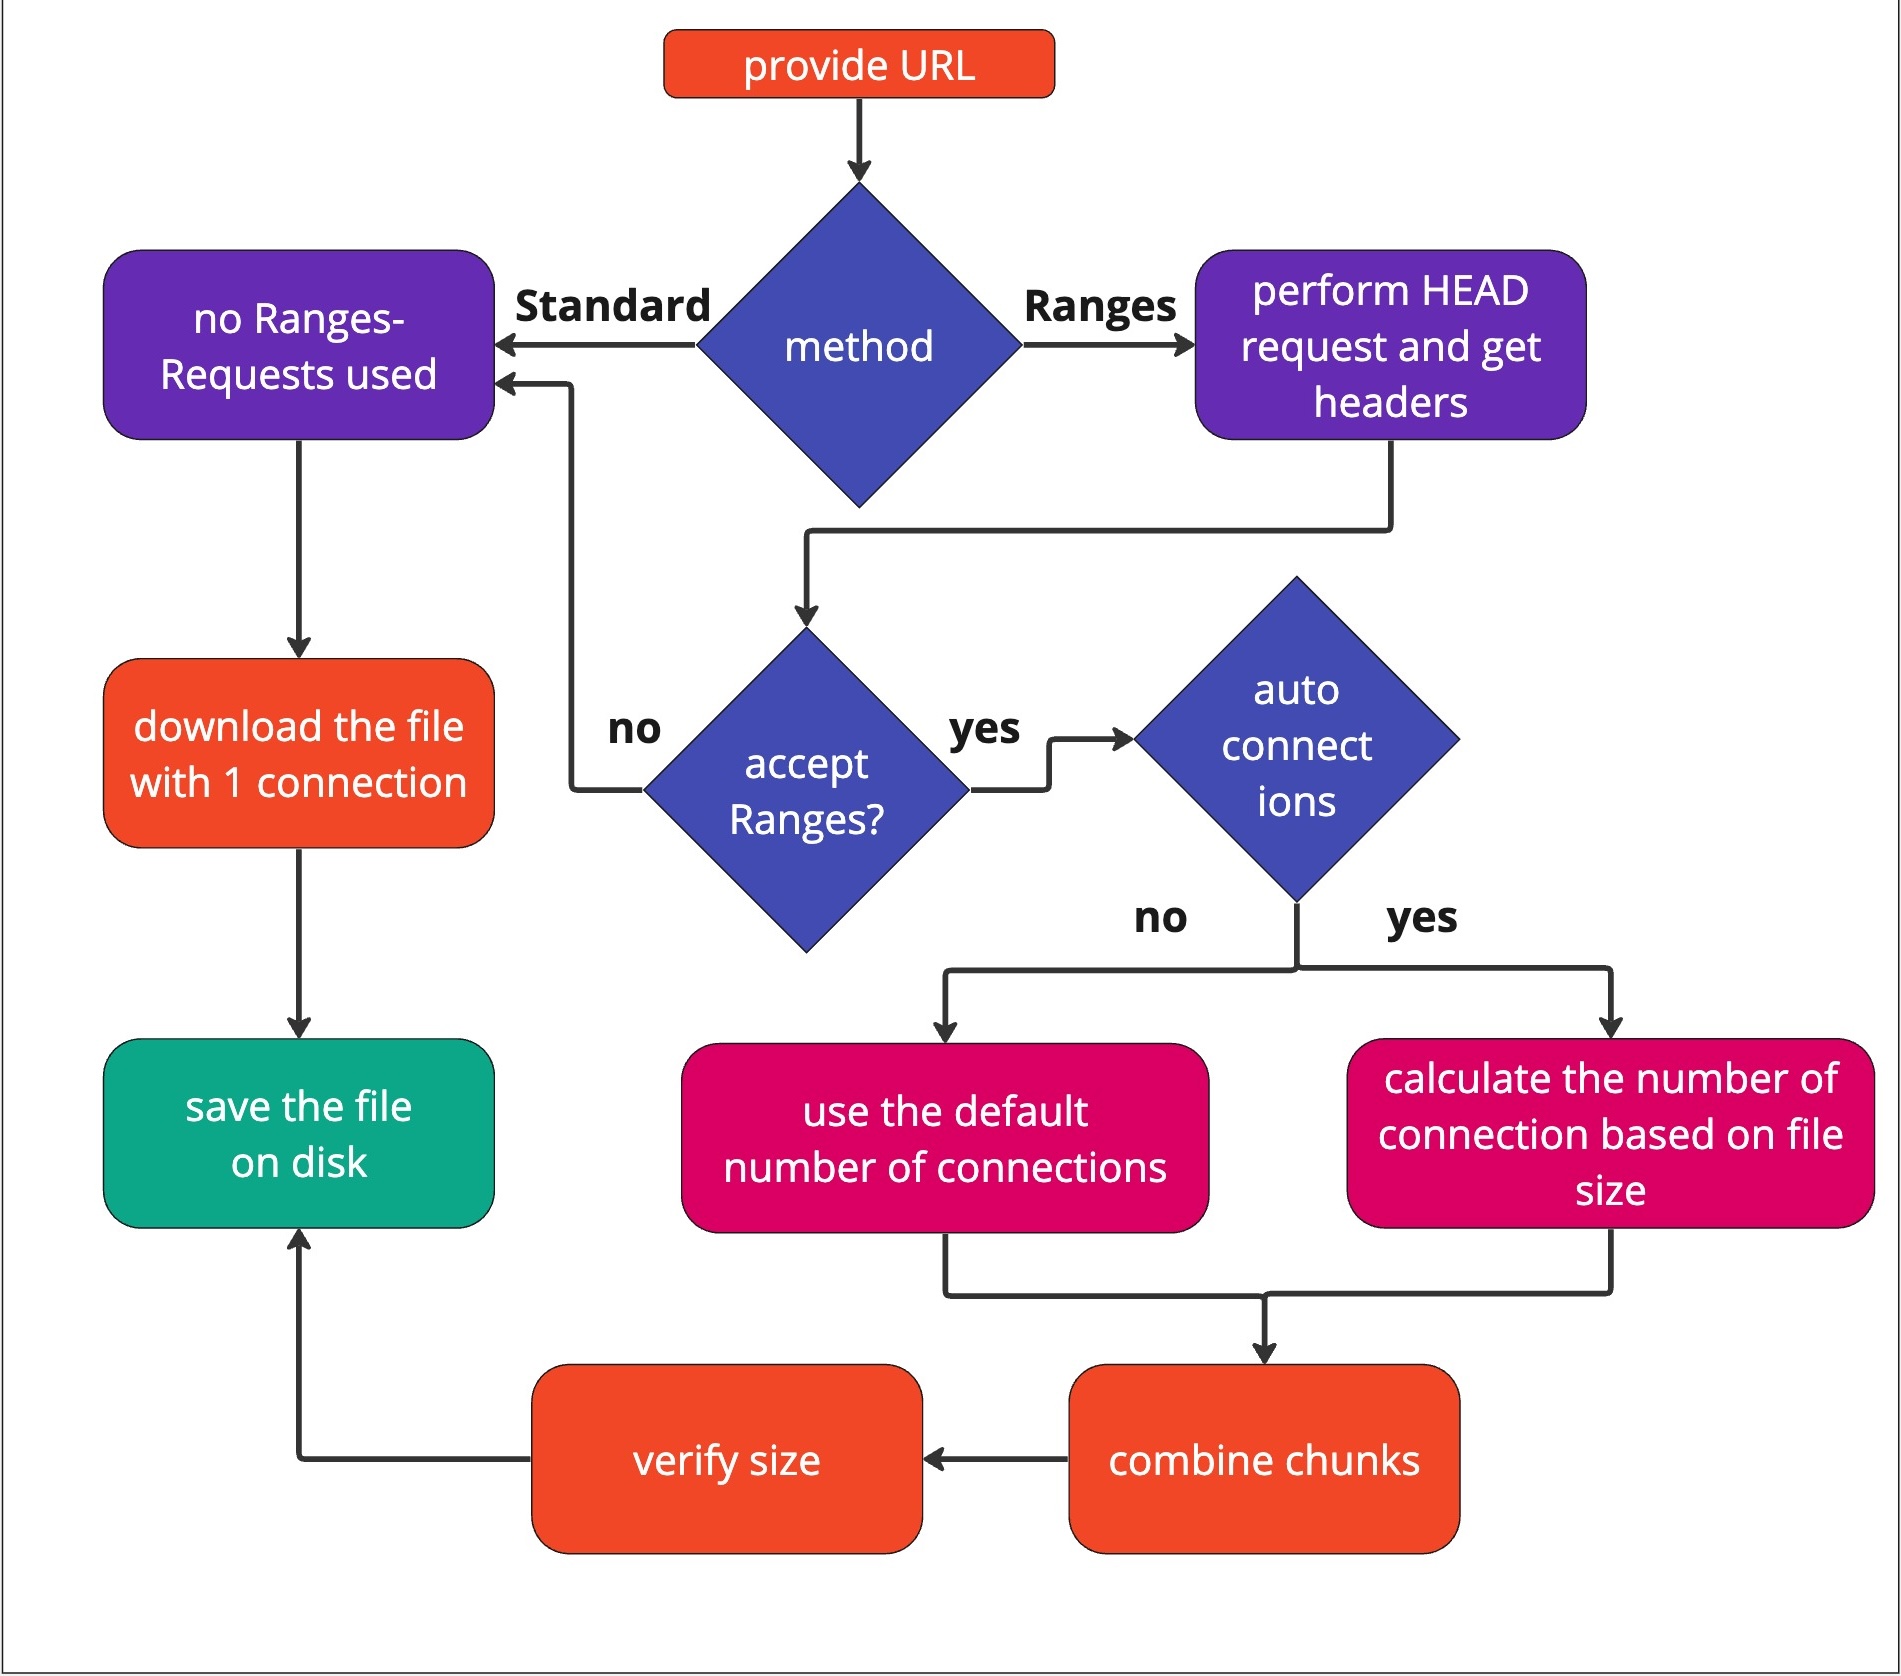 provide URL
Standard
Ranges
no Ranges-
Requests used
method
perform HEAD
request and get
headers
download the file
with 1 connection
no
accept
Ranges?
yes
auto
connect
ions
no
yes
save the file
on disk
use the default
number of connections
calculate the number of
connection based on file
size
verify size
combine chunks